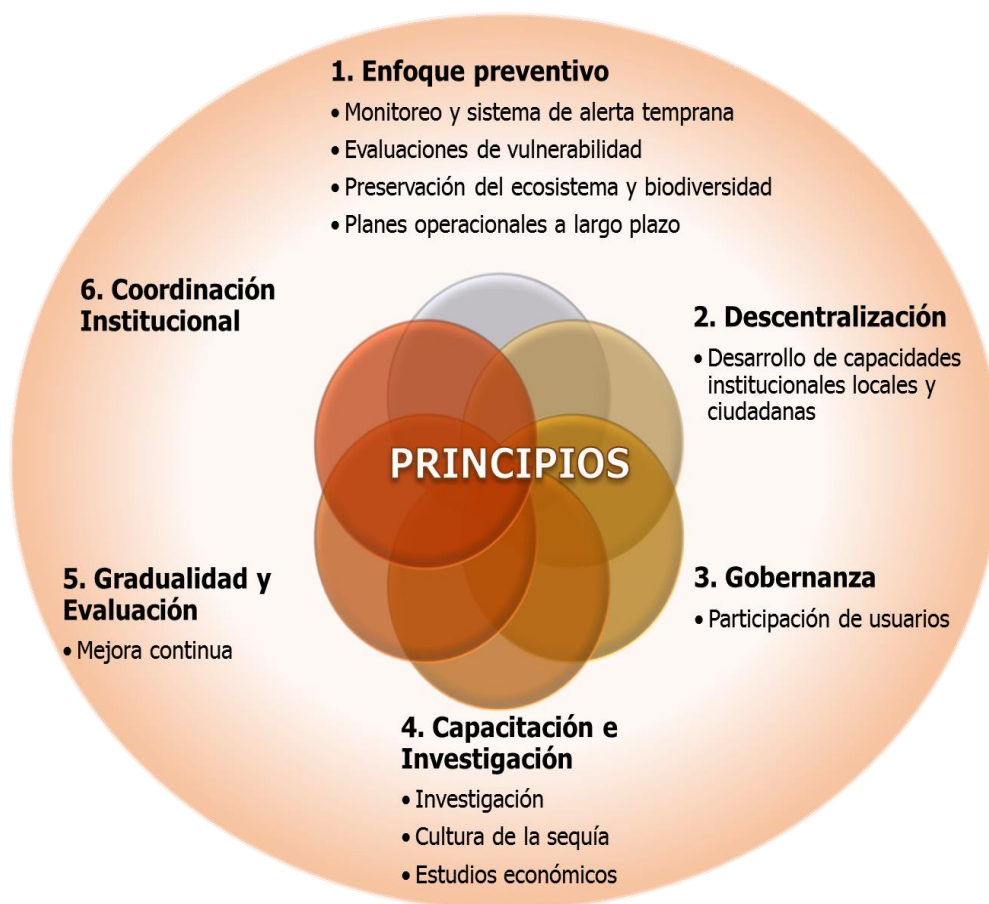 1. Enfoque preventivo
• Monitoreo y sistema de alerta temprana
• Evaluaciones de vulnerabilidad
• Preservación del ecosistema y biodiversidad
• Planes operacionales a largo plazo
6. Coordinación
Institucional
2. Descentralización
• Desarrollo de capacidades
institucionales locales y
ciudadanas
PRINCIPIOS
5. Gradualidad y
Evaluación
• Mejora continua
3. Gobernanza
• Participación de usuarios
4. Capacitación e
Investigación
• Investigación
• Cultura de la sequía
• Estudios económicos